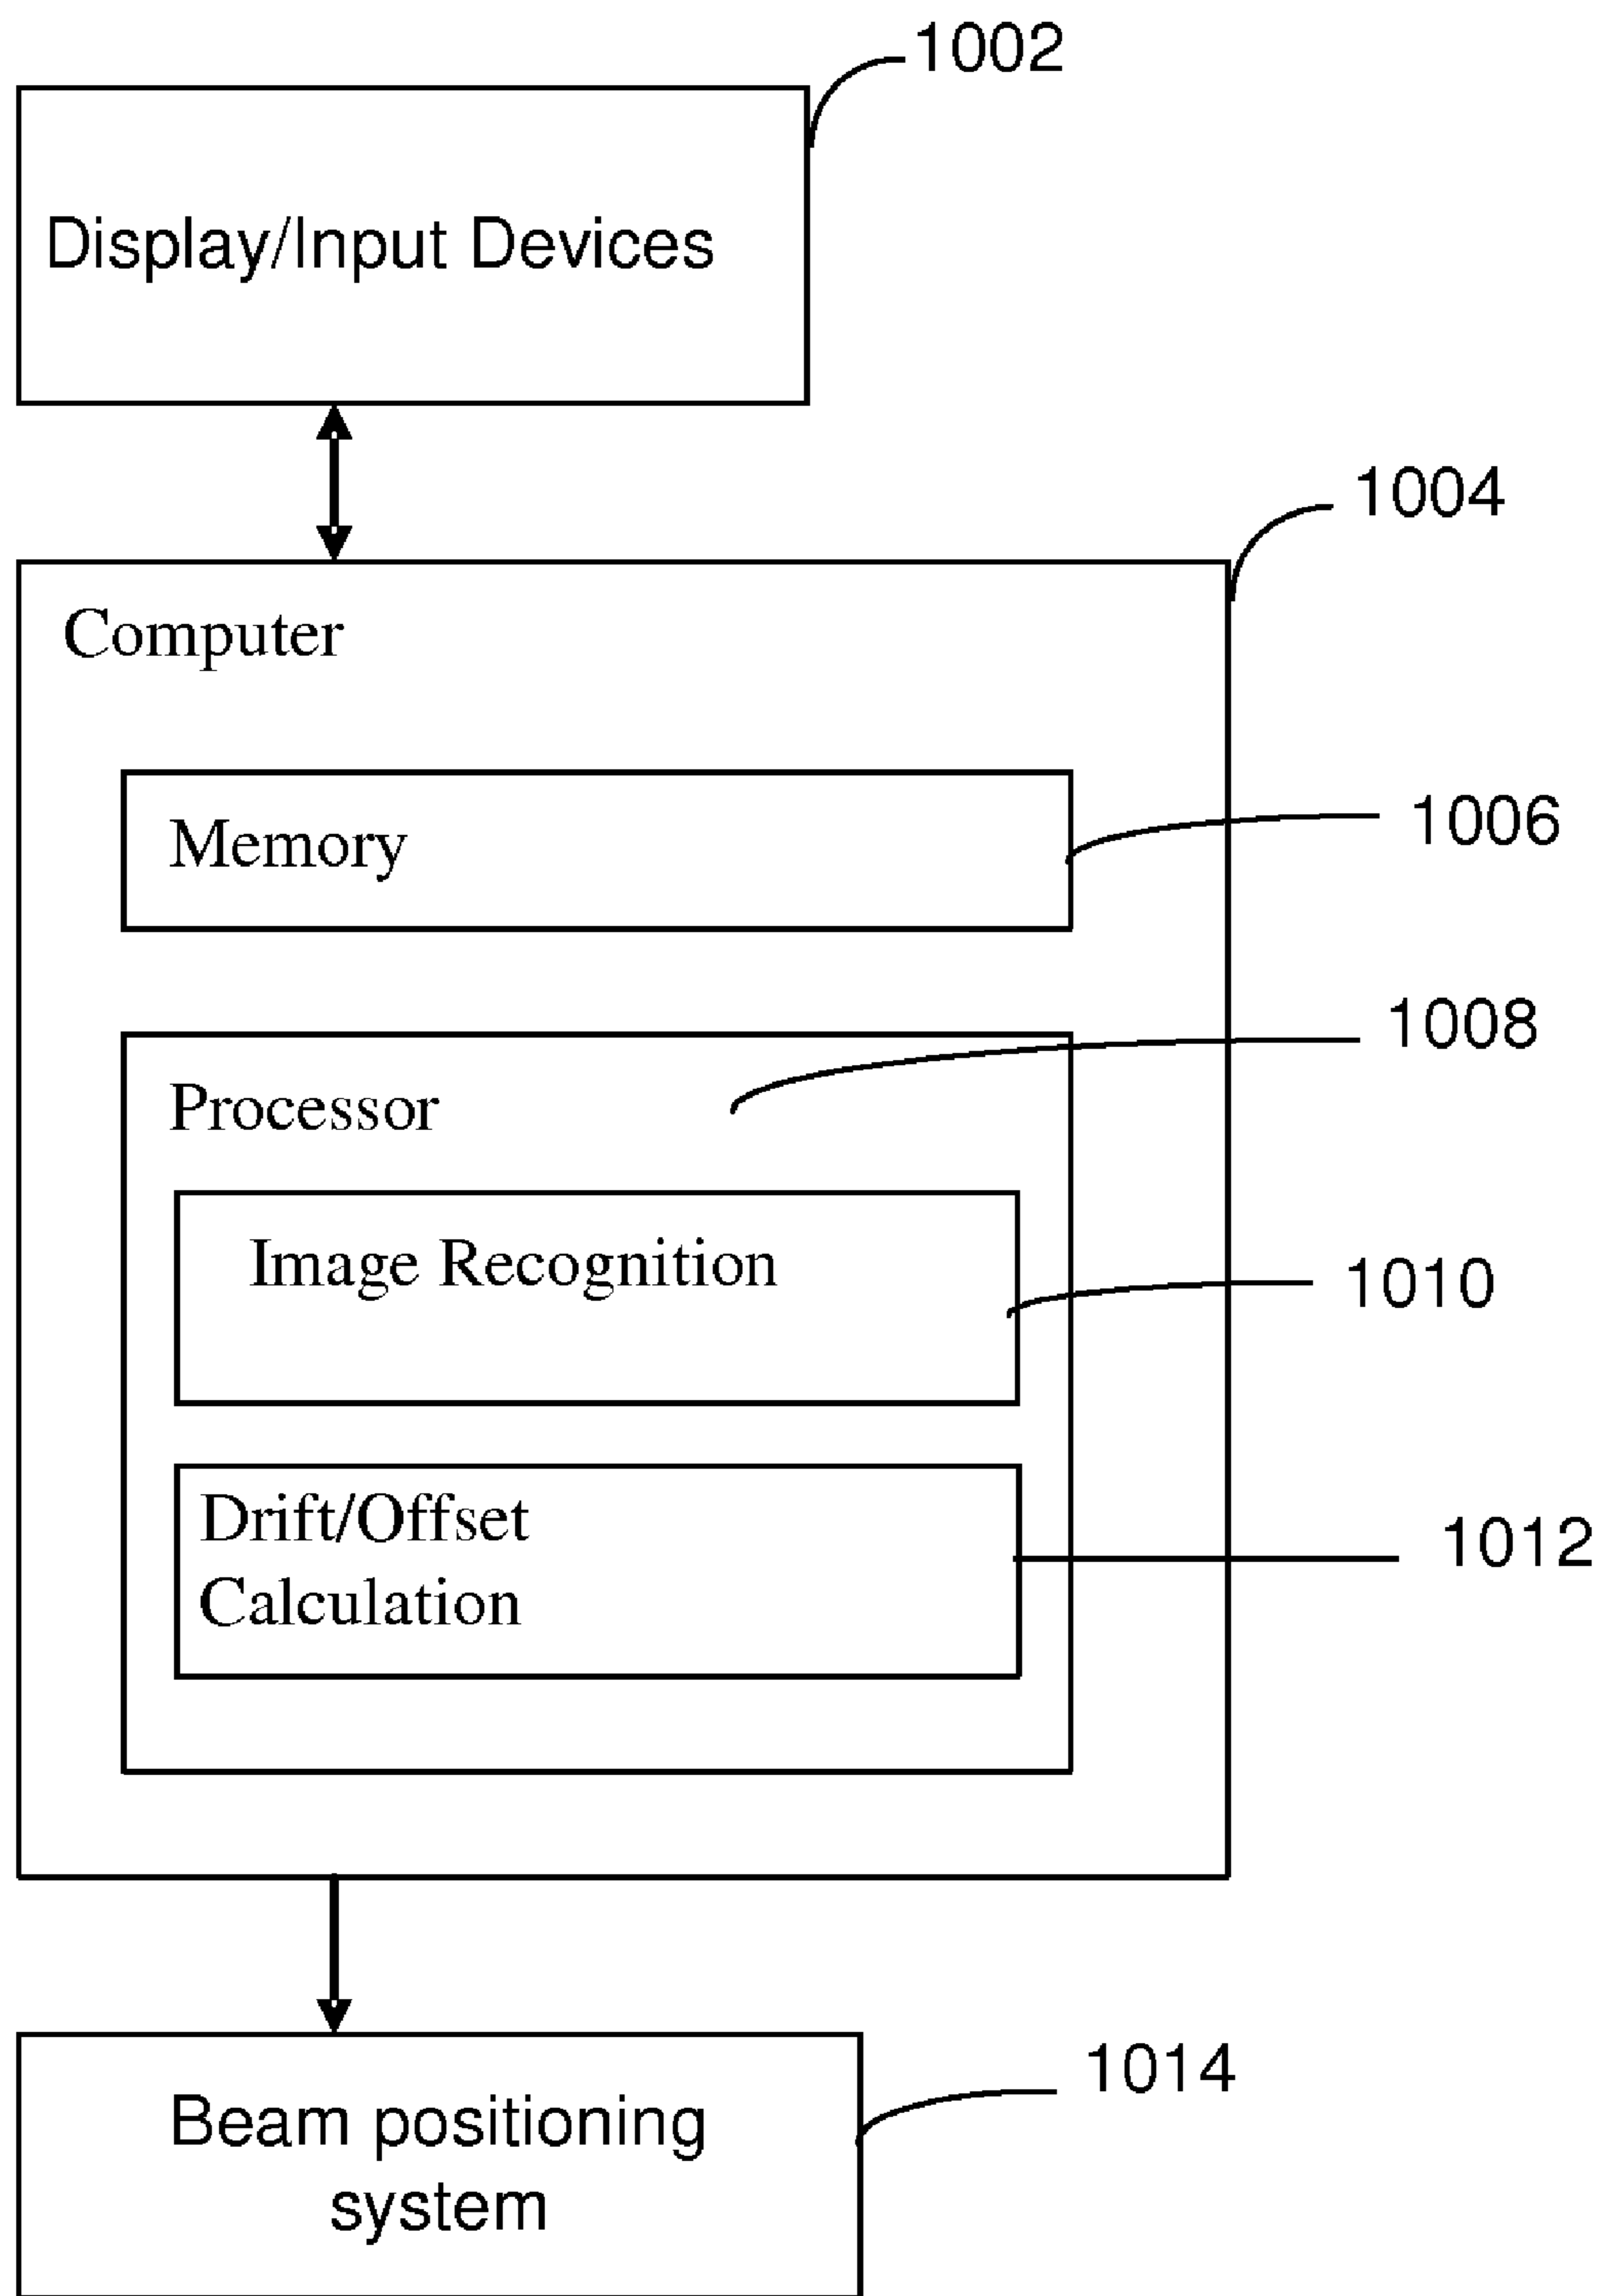 1002
Display/Input Devices
1004
Computer
Memory
1006
1008
Processor
Image Recognition
1010
Drift/Offset
Calculation
1012
1014
Beam positioning
system